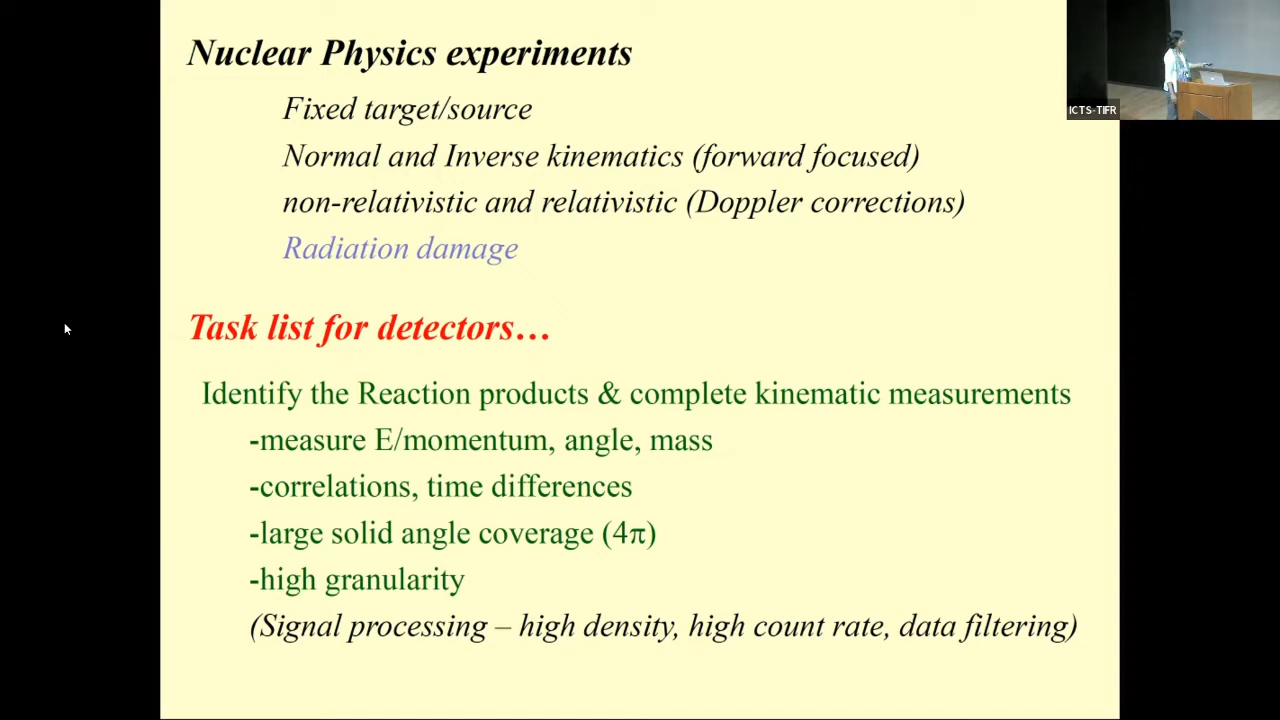 Nuclear Physics experiments
Fixed target/source
Normal and Inverse kinematics (forward focused)
non-relativistic and relativistic (Doppler corrections)
Radiation damage
Task list for detectors…
Identify the Reaction products & complete kinematic measurements
-measure E/momentum, angle, mass
-correlations, time differences
-large solid angle coverage (4π)
-high granularity
(Signal processing – high density, high count rate, data filtering)
ICTS-TIFR